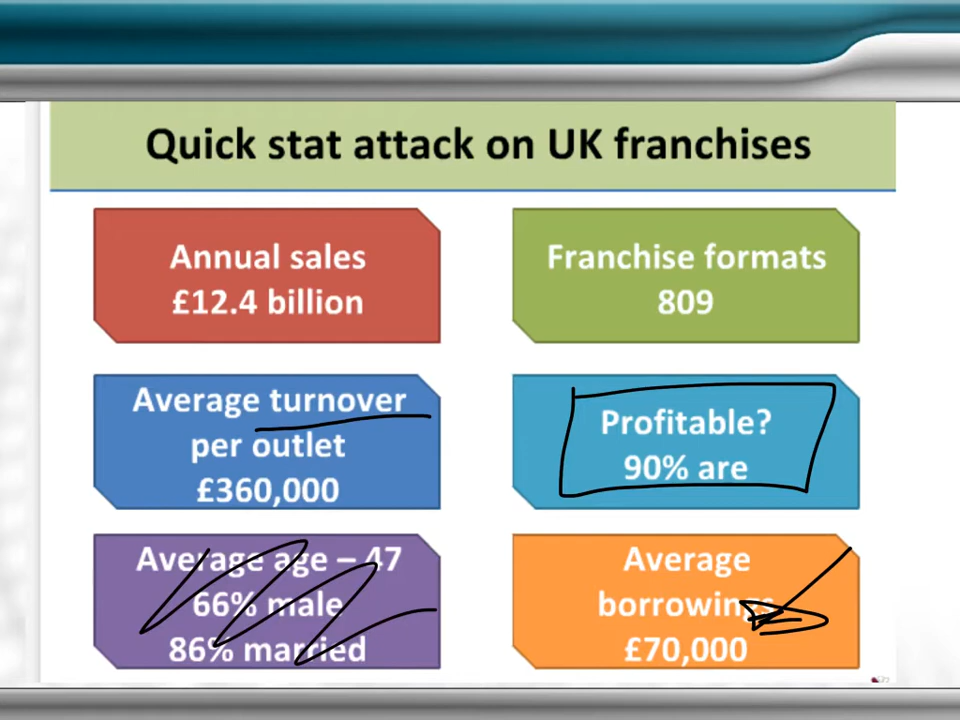 Quick stat attack on UK franchises
Annual sales
£12.4 billion
Franchise formats
809
Average turnover
per outlet
£360,000
Profitable?
90% are
Average age – 47
66% male
86% married
Average
borrowings
£70,000